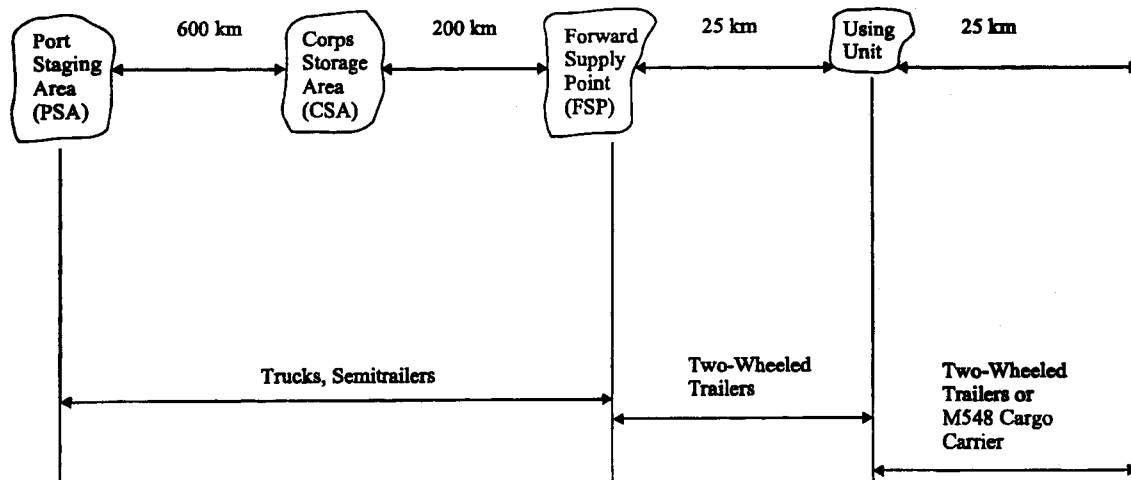 Port
Staging
Area
(PSA)
600 km
Corps
Storage
Area
(CSA)
200 km
Forward
Supply
Point
(FSP)
25 km
Using
Unit
25 km
Trucks, Semitrailers
Two-Wheeled
Trailers
Two-Wheeled
Trailers or
M548 Cargo
Carrier